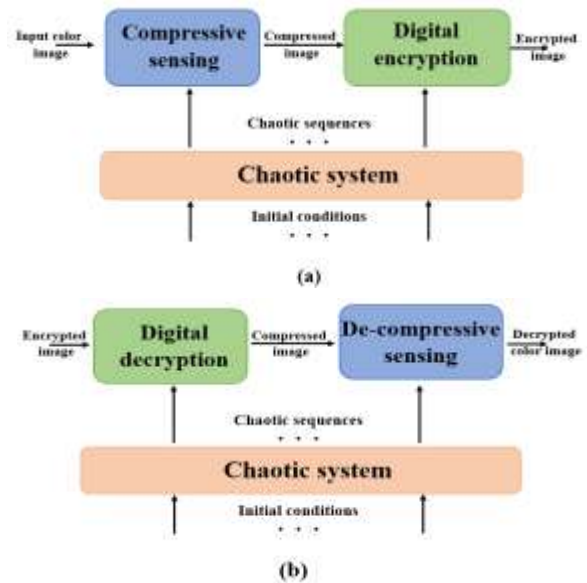 Input color
image
Compressive
sensing
Compressed
image
Digital
encryption
Encrypted
image
Chaotic sequences
. . .
Chaotic system
Initial conditions
. . .
(a)
Encrypted
image
Digital
decryption
Compressed
image
De-compressive
sensing
Decrypted
color image
Chaotic sequences
. . .
Chaotic system
Initial conditions
. . .
(b)